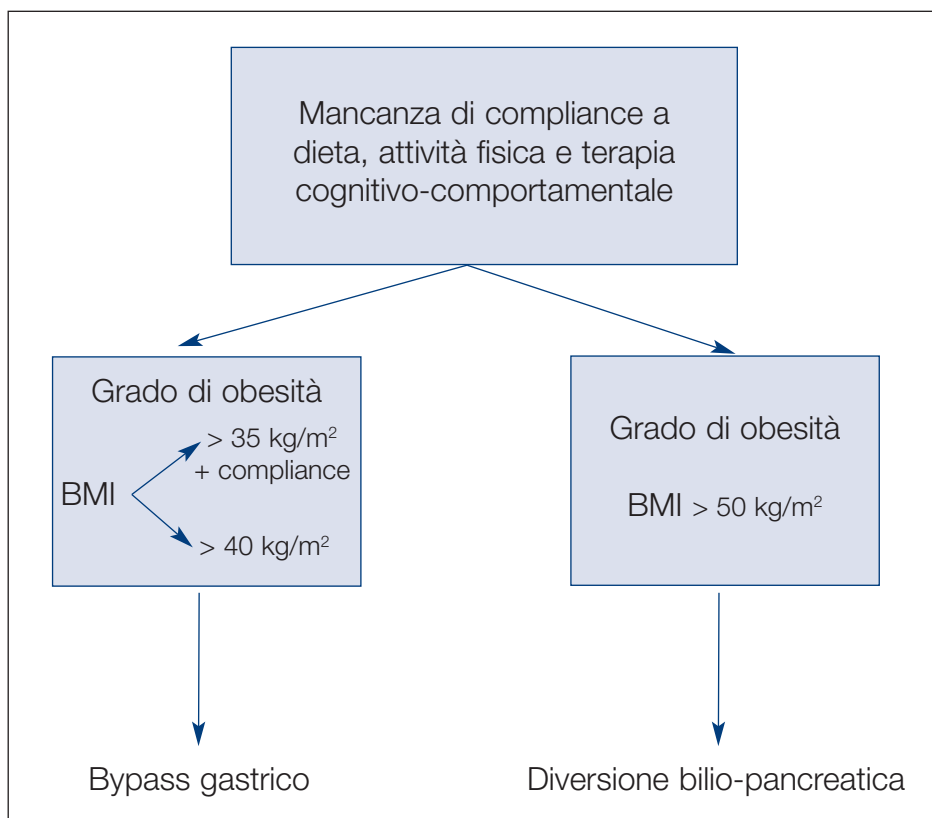 Mancanza di compliance a
dieta, attività fisica e terapia
cognitivo-comportamentale
Grado di obesità
> 35 kg/m²
+ compliance
BMI
> 40 kg/m²
Grado di obesità
BMI > 50 kg/m²
Bypass gastrico
Diversione bilio-pancreatica